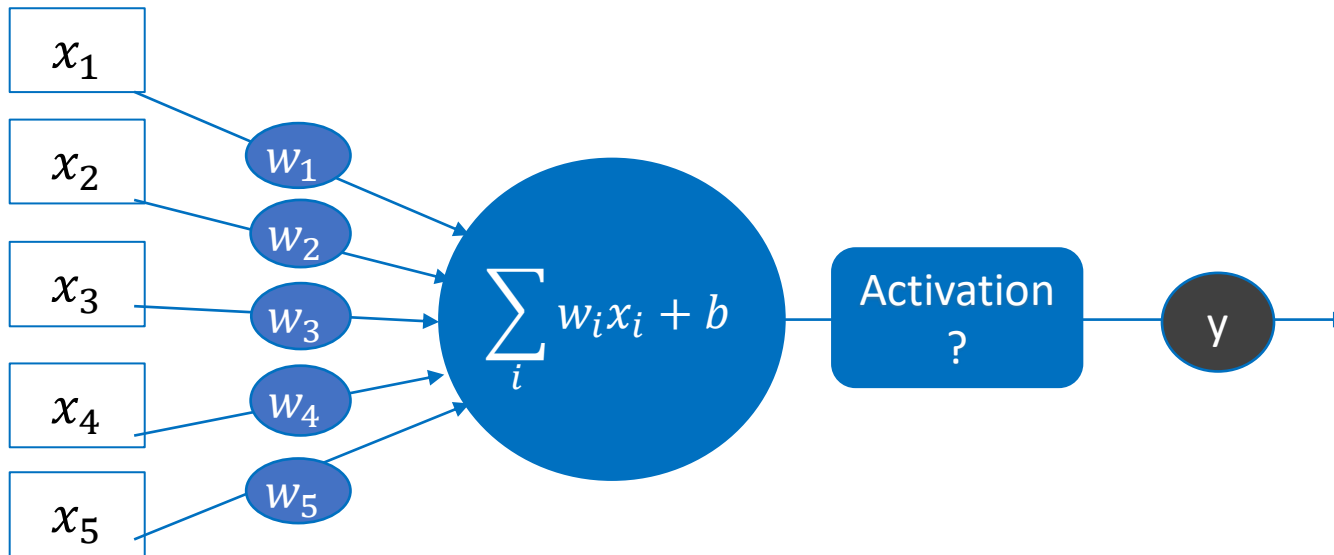 x₁
x₂
x₃
x₄
x₅
w₁
w₂
w₃
w₄
w₅
∑ᵢ wᵢxᵢ + b
Activation
?
y